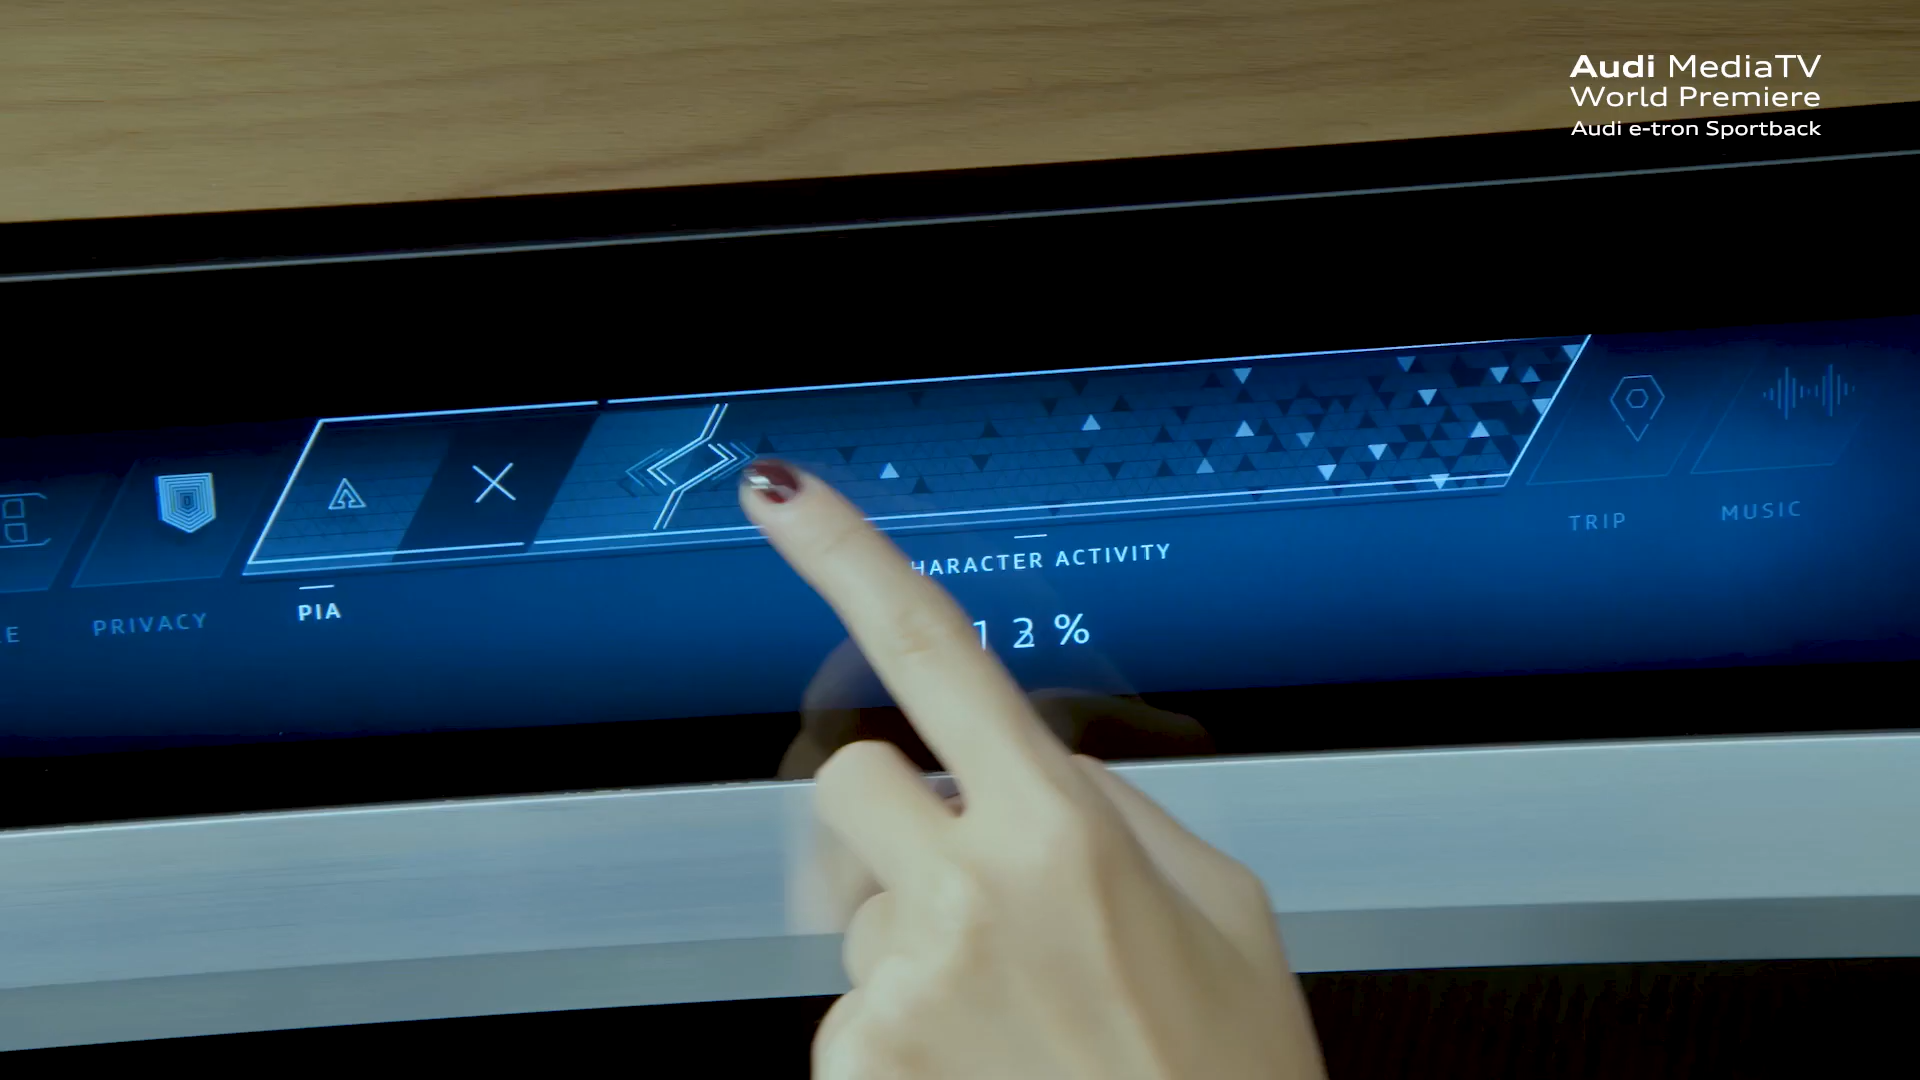 Audi MediaTV
World Premiere
Audi e-tron Sportback
PRIVACY
PIA
HARACTER ACTIVITY
%
TRIP
MUSIC